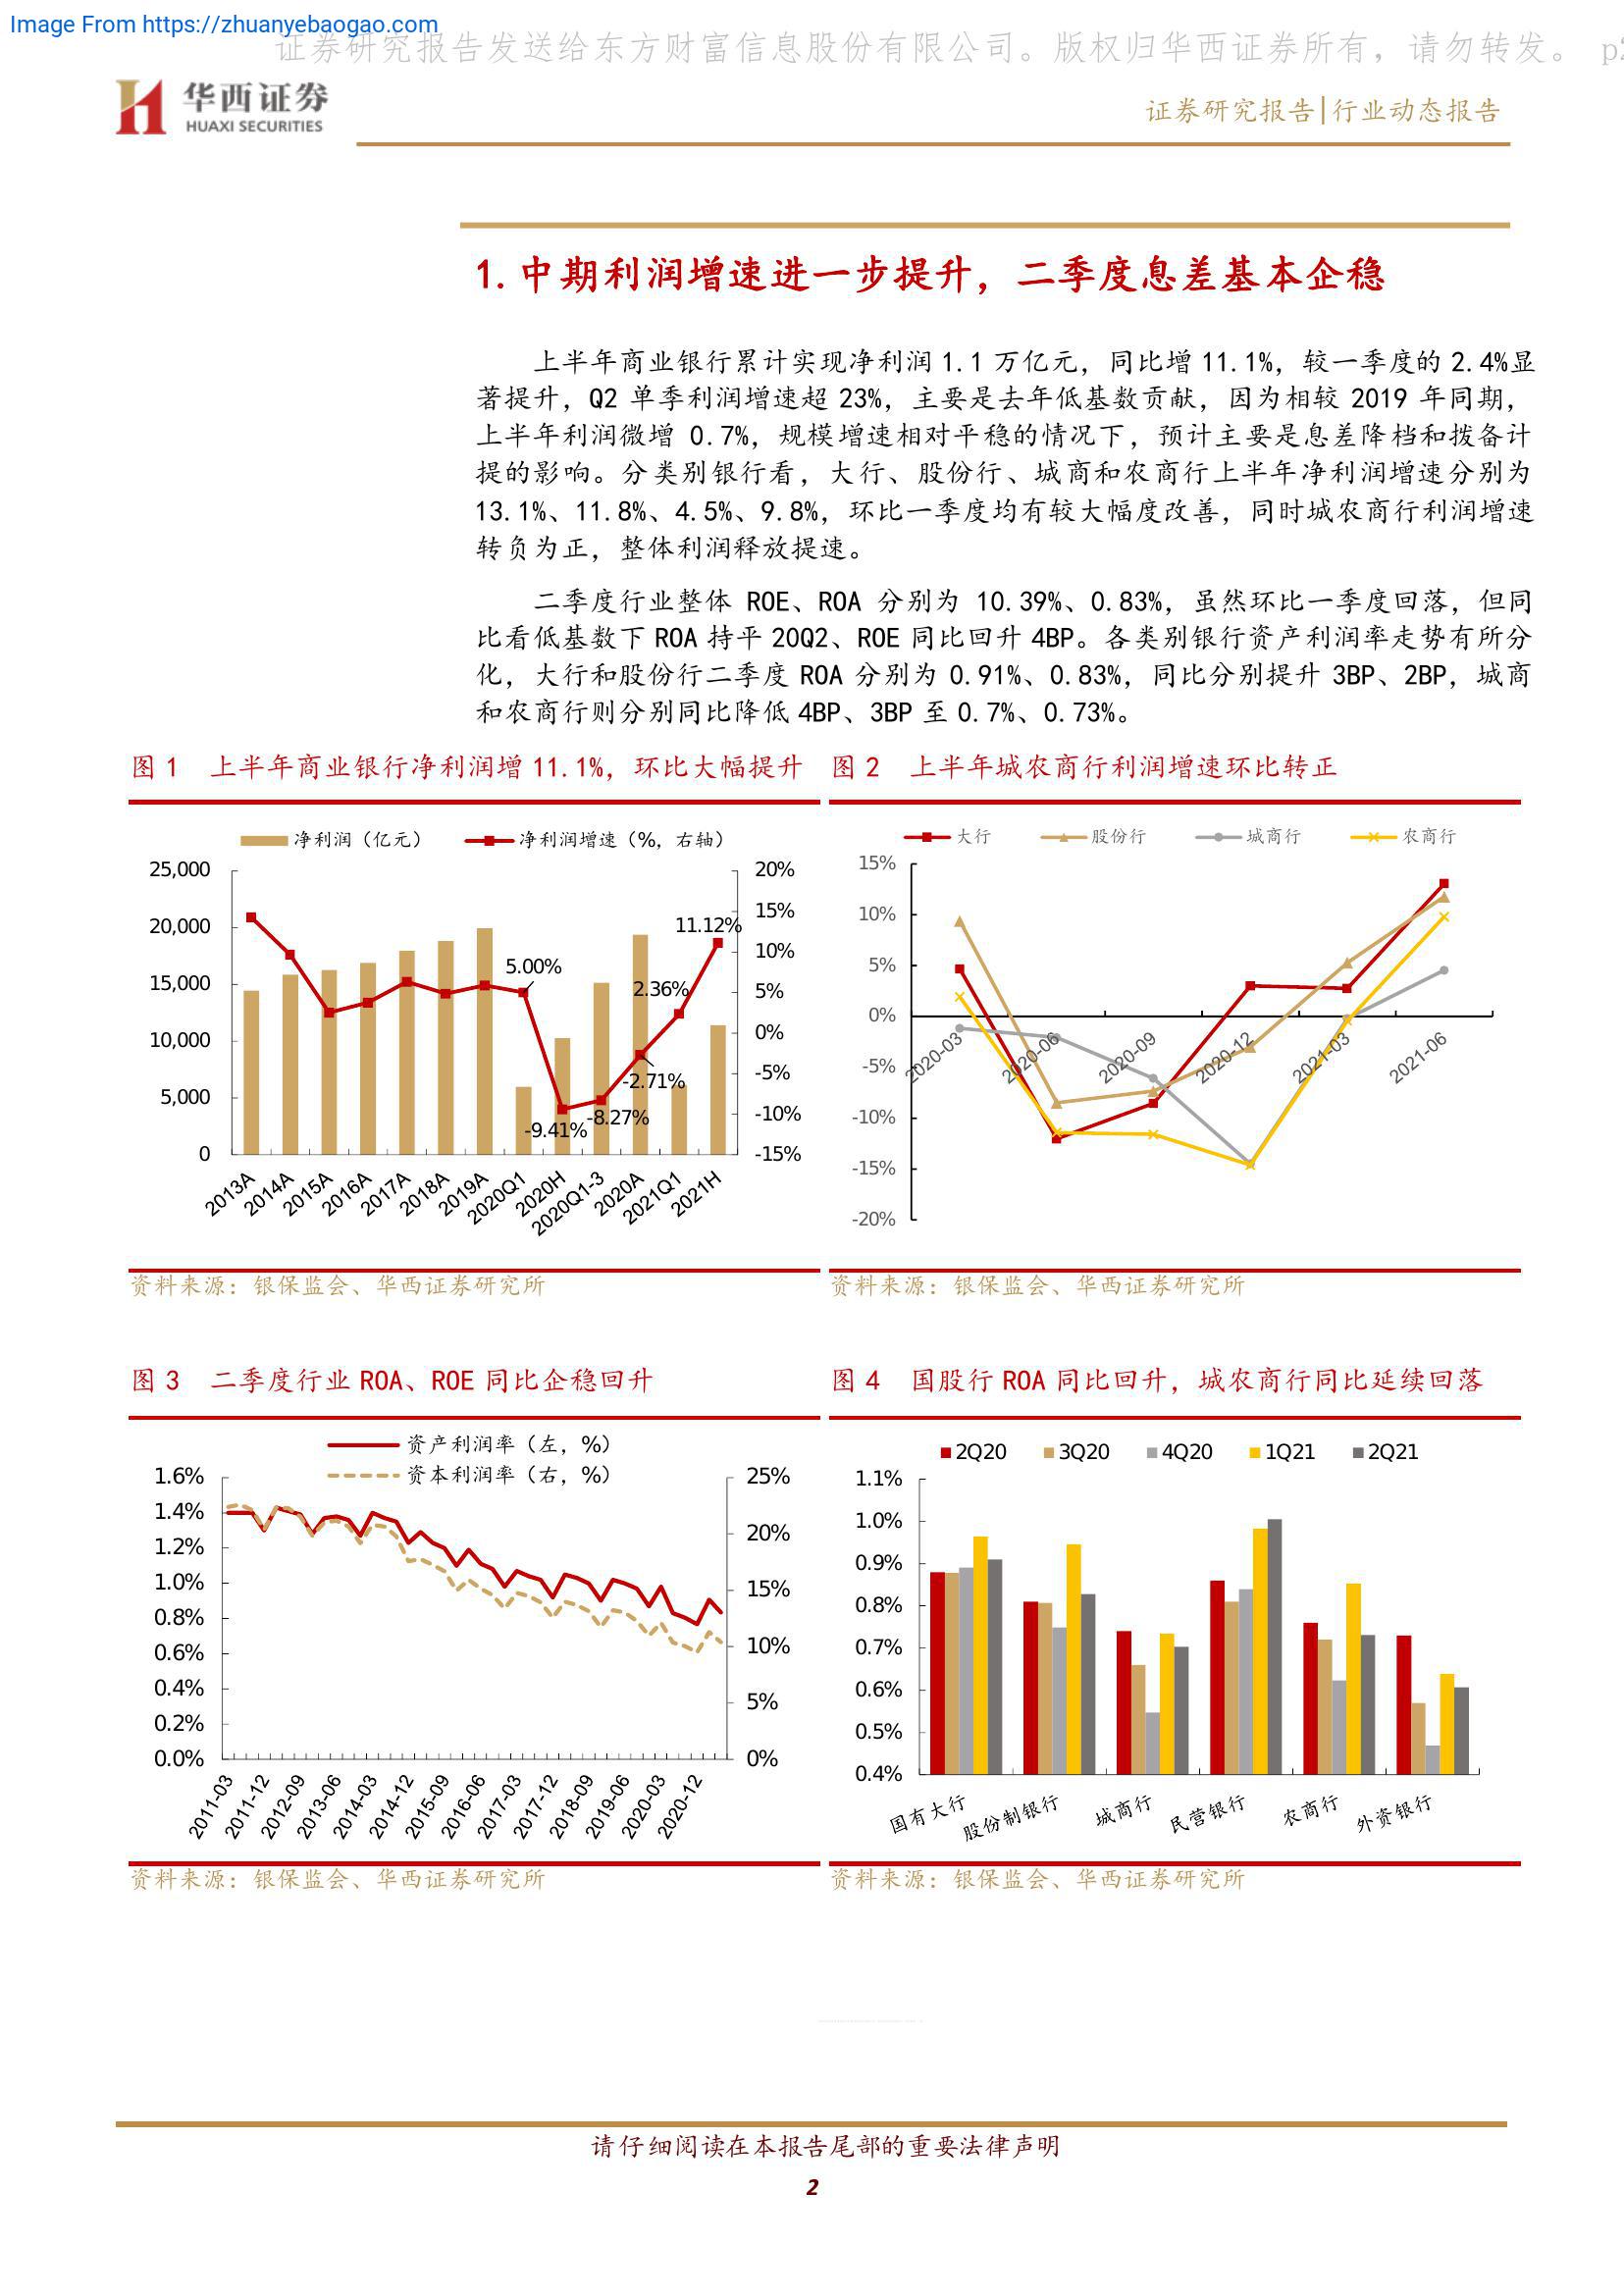 Image From https://zhuanyebaogao.com
证券研究报告发送给东方财富信息股份有限公司。版权归华西证券所有，请勿转发。 p2
华西证券
HUAXI SECURITIES
证券研究报告|行业动态报告
1. 中期利润增速进一步提升，二季度息差基本企稳
上半年商业银行累计实现净利润 1.1 万亿元，同比增 11.1%，较一季度的 2.4%显
著提升，Q2 单季利润增速超 23%，主要是去年低基数贡献，因为相较 2019 年同期，
上半年利润微增 0.7%，规模增速相对平稳的情况下，预计主要是息差降档和拨备计
提的影响。分类别银行看，大行、股份行、城商和农商行上半年净利润增速分别为
13.1%、11.8%、4.5%、9.8%，环比一季度均有较大幅度改善，同时城农商行利润增速
转负为正，整体利润释放提速。
二季度行业整体 ROE、ROA 分别为 10.39%、0.83%，虽然环比一季度回落，但同
比看低基数下 ROA 持平 20Q2、ROE 同比回升 4BP。各类别银行资产利润率走势有所分
化，大行和股份行二季度 ROA 分别为 0.91%、0.83%，同比分别提升 3BP、2BP，城商
和农商行则分别同比降低 4BP、3BP 至 0.7%、0.73%。
图 1 上半年商业银行净利润增 11.1%，环比大幅提升
净利润（亿元） 净利润增速（%，右轴）
25,000
20,000
15,000
10,000
5,000
0
20%
15%
10%
5%
0%
-5%
-10%
-15%
5.00%
-9.41%
-8.27%
-2.71%
2.36%
11.12%
2013A 2014A 2015A 2016A 2017A 2018A 2019A 2020Q1 2020H 2020Q1-3 2020A 2021Q1 2021H
资料来源：银保监会、华西证券研究所
图 2 上半年城农商行利润增速环比转正
大行 股份行 城商行 农商行
15%
10%
5%
0%
-5%
-10%
-15%
-20%
2020-03 2020-06 2020-09 2020-12 2021-03 2021-06
资料来源：银保监会、华西证券研究所
图 3 二季度行业 ROA、ROE 同比企稳回升
资产利润率（左，%）
资本利润率（右，%）
1.6%
1.4%
1.2%
1.0%
0.8%
0.6%
0.4%
0.2%
0.0%
25%
20%
15%
10%
5%
0%
2011-03 2011-12 2012-09 2013-06 2014-03 2014-12 2015-09 2016-06 2017-03 2017-12 2018-09 2019-06 2020-03 2020-12
资料来源：银保监会、华西证券研究所
图 4 国股行 ROA 同比回升，城农商行同比延续回落
2Q20 3Q20 4Q20 1Q21 2Q21
1.1%
1.0%
0.9%
0.8%
0.7%
0.6%
0.5%
0.4%
国有大行 股份制银行 城商行 民营银行 农商行 外资银行
资料来源：银保监会、华西证券研究所
请仔细阅读在本报告尾部的重要法律声明
2